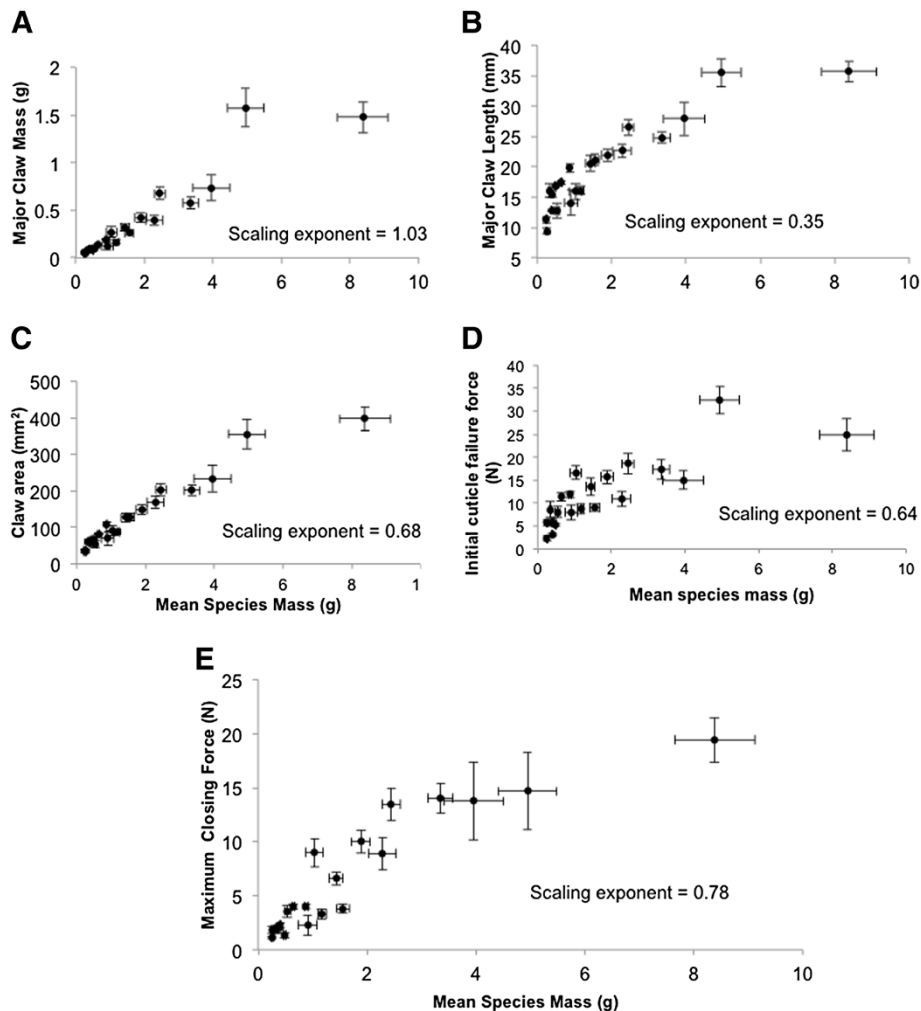 A
Major Claw Mass (g)
2
1.5
1
0.5
0
0 2 4 6 8 10
Scaling exponent = 1.03
B
Major Claw Length (mm)
40
35
30
25
20
15
10
5
0 2 4 6 8 10
Scaling exponent = 0.35
C
Claw area (mm²)
500
400
300
200
100
0
0 2 4 6 8 1
Scaling exponent = 0.68
Mean Species Mass (g)
D
Initial cuticle failure force
(N)
40
35
30
25
20
15
10
5
0
0 2 4 6 8 10
Scaling exponent = 0.64
Mean species mass (g)
E
Maximum Closing Force (N)
25
20
15
10
5
0
0 2 4 6 8 10
Scaling exponent = 0.78
Mean Species Mass (g)